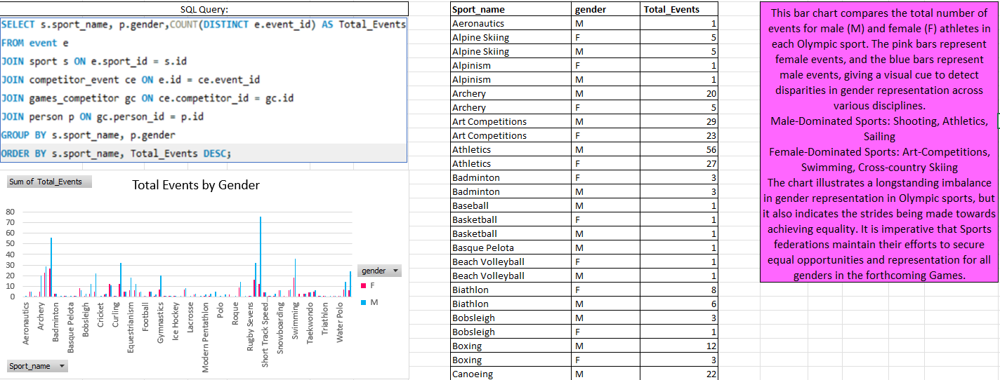 SQL Query:
SELECT s.sport_name, p.gender,COUNT(DISTINCT e.event_id) AS Total_Events
FROM event e
JOIN sport s ON e.sport_id = s.id
JOIN competitor_event ce ON e.id = ce.event_id
JOIN games_competitor gc ON ce.competitor_id = gc.id
JOIN person p ON gc.person_id = p.id
GROUP BY s.sport_name, p.gender
ORDER BY s.sport_name, Total_Events DESC;
Sum of Total_Events
Total Events by Gender
80
70
60
50
40
30
20
10
0
Aeronautics
Archery
Badminton
Basque Pelota
Bobsleigh
Cricket
Curling
Equestrianism
Football
Gymnastics
Ice Hockey
Lacrosse
Modern Pentathlon
Polo
Roque
Rugby Sevens
Short Track Speed...
Snowboarding
Swimming
Taekwondo
Triathlon
Water Polo
gender
F
M
Sport_name
Sport_name gender Total_Events
Aeronautics M 1
Alpine Skiing F 5
Alpine Skiing M 5
Alpinism F 1
Alpinism M 1
Archery M 20
Archery F 5
Art Competitions M 29
Art Competitions F 23
Athletics M 56
Athletics F 27
Badminton F 3
Badminton M 3
Baseball M 1
Basketball F 1
Basketball M 1
Basque Pelota M 1
Beach Volleyball F 1
Beach Volleyball M 1
Biathlon F 8
Biathlon M 6
Bobsleigh M 3
Bobsleigh F 1
Boxing M 12
Boxing F 3
Canoeing M 22
This bar chart compares the total number of
events for male (M) and female (F) athletes in
each Olympic sport. The pink bars represent
female events, and the blue bars represent
male events, giving a visual cue to detect
disparities in gender representation across
various disciplines.
Male-Dominated Sports: Shooting, Athletics,
Sailing
Female-Dominated Sports: Art-Competitions,
Swimming, Cross-country Skiing
The chart illustrates a longstanding imbalance
in gender representation in Olympic sports, but
it also indicates the strides being made towards
achieving equality. It is imperative that Sports
federations maintain their efforts to secure
equal opportunities and representation for all
genders in the forthcoming Games.